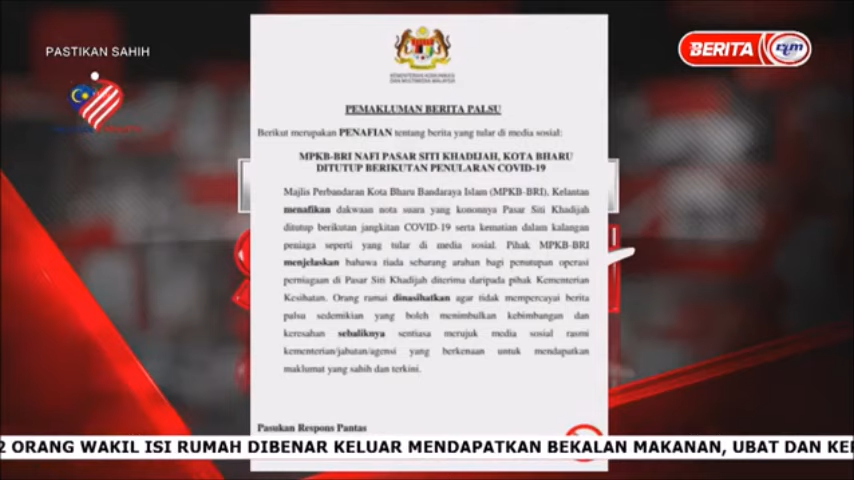 PASTIKAN SAHIH
BERITA
KEMENTERIAN KOMUNIKASI
DAN MULTIMEDIA MALAYSIA
PEMAKLUMAN BERITA PALSU
Berikut merupakan PENAFIAN tentang berita yang tular di media sosial:
MPKB-BRI NAFI PASAR SITI KHADIJAH, KOTA BHARU
DITUTUP BERIKUTAN PENULARAN COVID-19
Majlis Perbandaran Kota Bharu Bandaraya Islam (MPKB-BRI), Kelantan
menafikan dakwaan nota suara yang kononnya Pasar Siti Khadijah
ditutup berikutan jangkitan COVID-19 serta kematian dalam kalangan
peniaga seperti yang tular di media sosial. Pihak MPKB-BRI
menjelaskan bahawa tiada sebarang arahan bagi penutupan operasi
perniagaan di Pasar Siti Khadijah diterima daripada pihak Kementerian
Kesihatan. Orang ramai dinasihatkan agar tidak mempercayai berita
palsu sedemikian yang boleh menimbulkan kebimbangan dan
keresahan sebaliknya sentiasa merujuk media sosial rasmi
kementerian/jabatan/agensi yang berkenaan untuk mendapatkan
maklumat yang sahih dan terkini.
Pasukan Respons Pantas
2 ORANG WAKIL ISI RUMAH DIBENAR KELUAR MENDAPATKAN BEKALAN MAKANAN, UBAT DAN